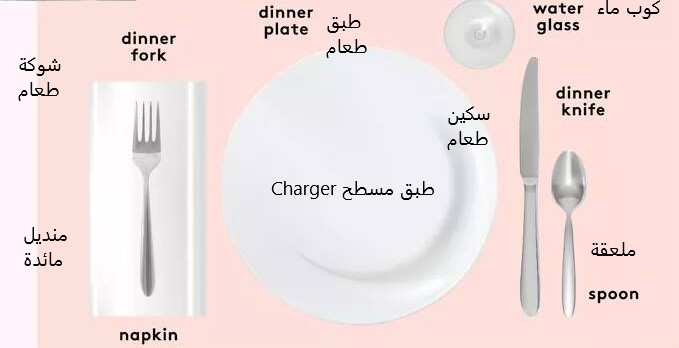 dinner
fork
شوكة
طعام
dinner
plate
طبق
طعام
water
glass
كوب ماء
dinner
knife
سكين
طعام
طبق مسطح Charger
منديل
مائدة
napkin
ملعقة
spoon